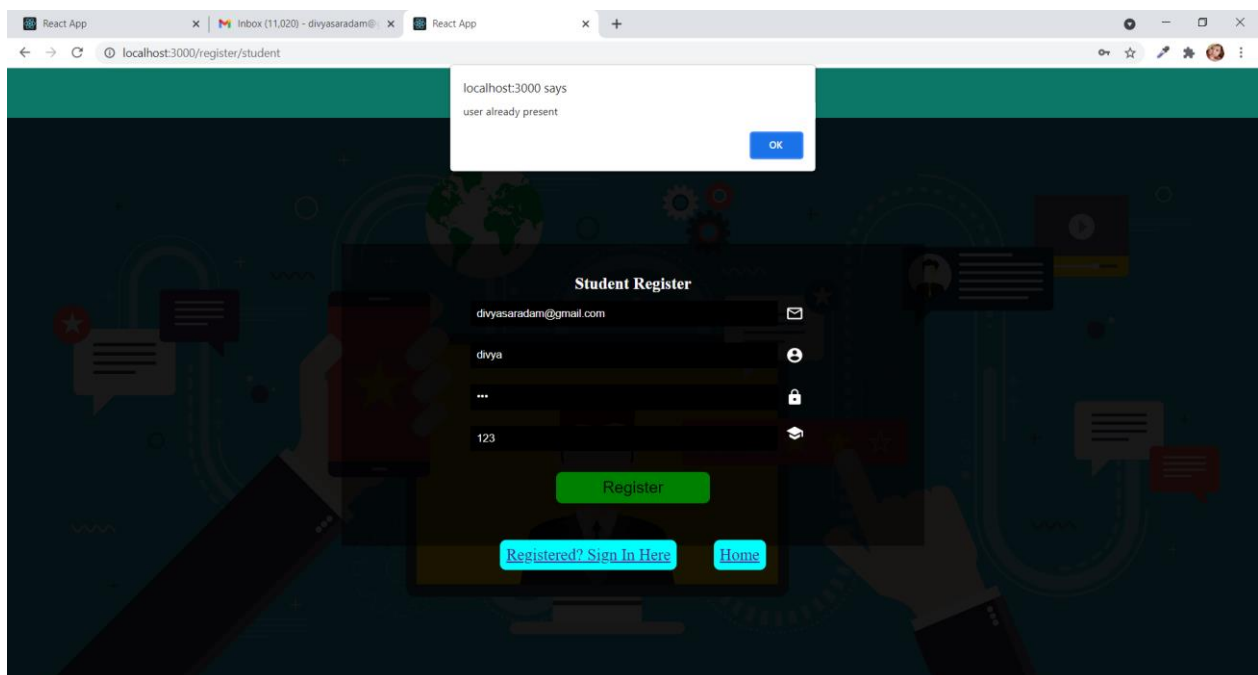 React App
Inbox (11,020) - divyasaradam@
React App
localhost:3000/register/student
localhost:3000 says
user already present
OK
Student Register
divyasaradam@gmail.com
divya
•••
123
Register
Registered? Sign In Here
Home